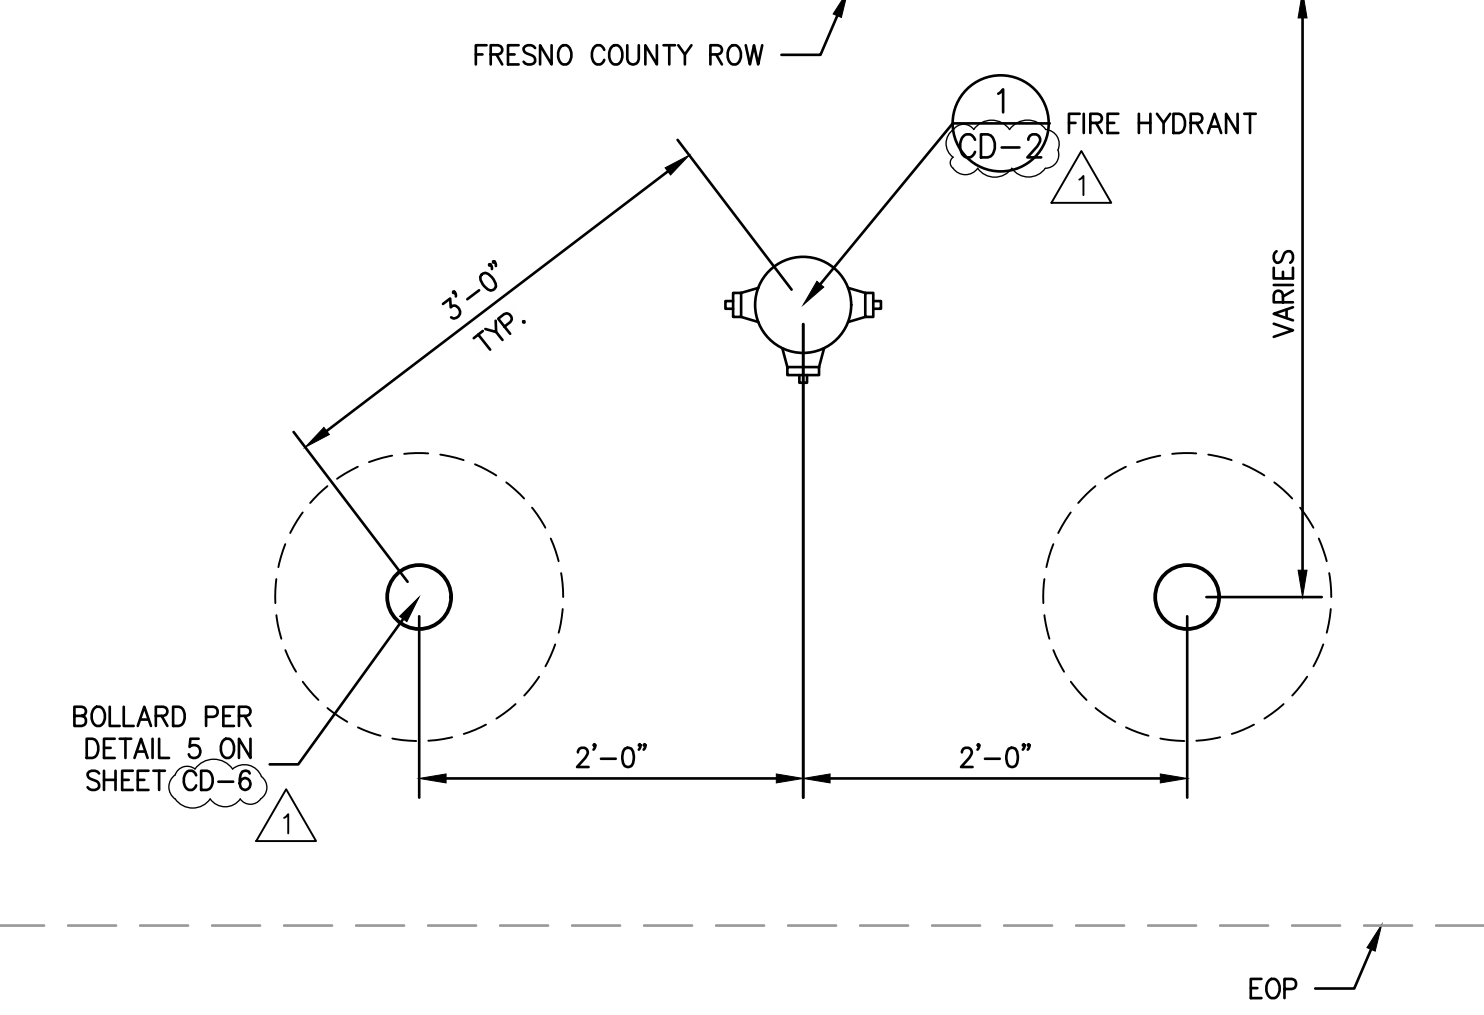 FRESNO COUNTY ROW
1
CD-2
FIRE HYDRANT
1
3'-0"
TYP.
VARIES
BOLLARD PER
DETAIL 5 ON
SHEET CD-6
1
2'-0"
2'-0"
EOP